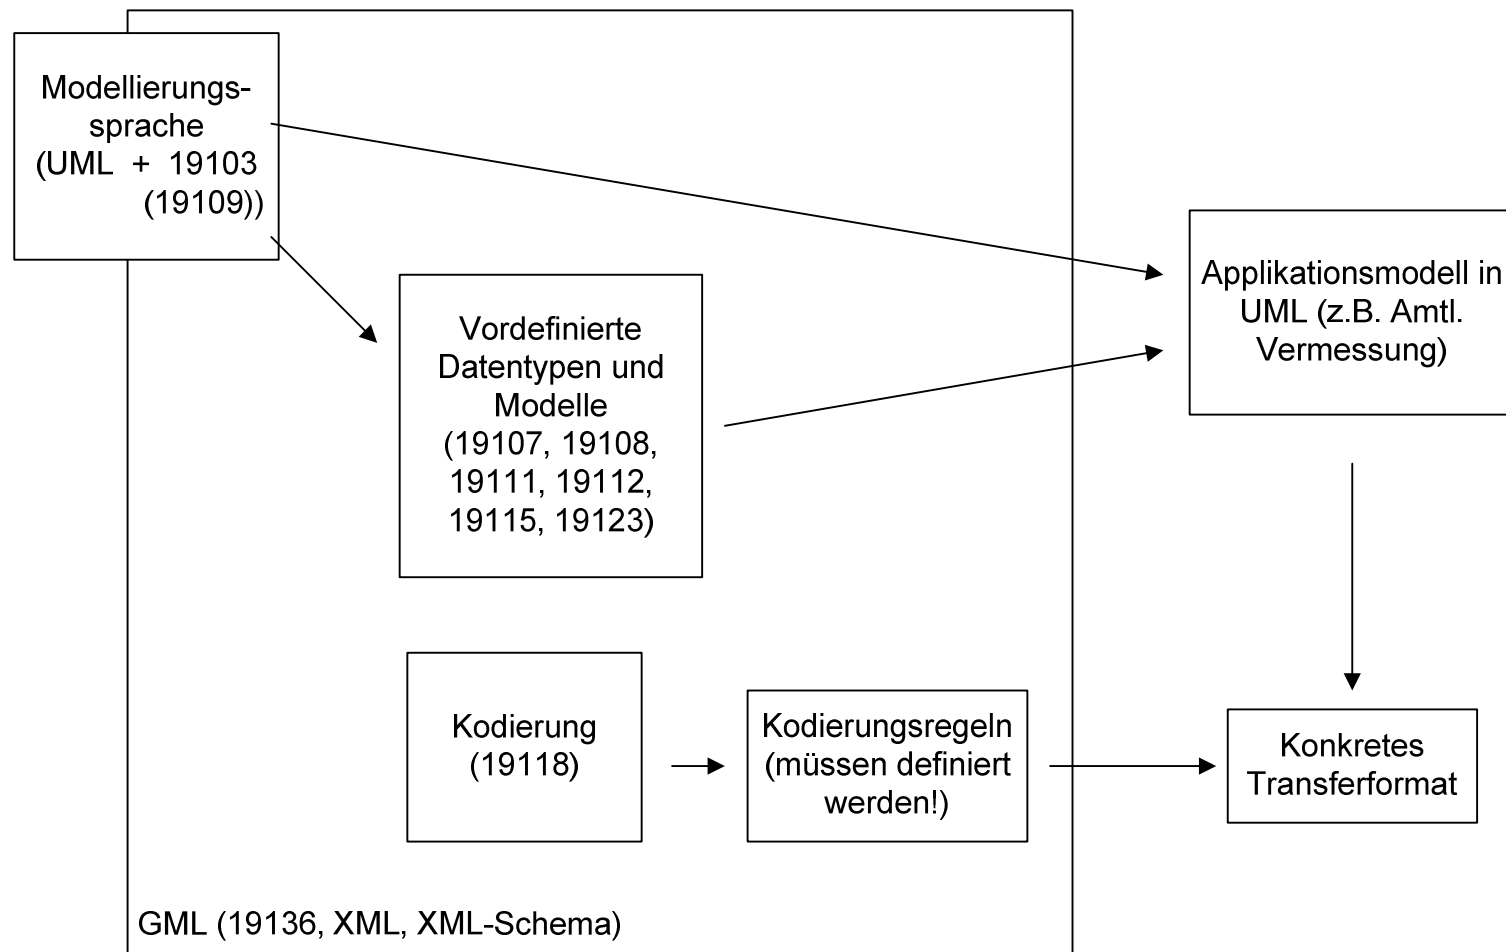 Modellierungs-
sprache
(UML + 19103
(19109))
Vordefinierte
Datentypen und
Modelle
(19107, 19108,
19111, 19112,
19115, 19123)
Applikationsmodell in
UML (z.B. Amtl.
Vermessung)
Kodierung
(19118)
Kodierungsregeln
(müssen definiert
werden!)
Konkretes
Transferformat
GML (19136, XML, XML-Schema)